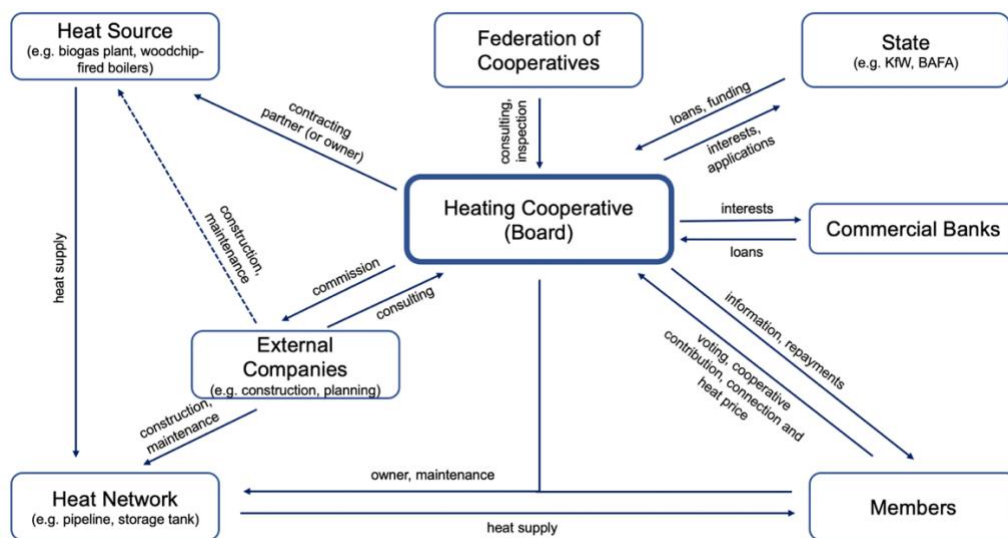 Heat Source
(e.g. biogas plant, woodchip-
fired boilers)
Federation of
Cooperatives
State
(e.g. KfW, BAFA)
contracting
partner (or owner)
consulting,
inspection
loans, funding
interests,
applications
Heating Cooperative
(Board)
interests
loans
Commercial Banks
heat supply
construction,
maintenance
commission
consulting
information, repayments
voting, cooperative
contribution, connection and
heat price
External
Companies
(e.g. construction, planning)
construction,
maintenance
owner, maintenance
Heat Network
(e.g. pipeline, storage tank)
heat supply
Members